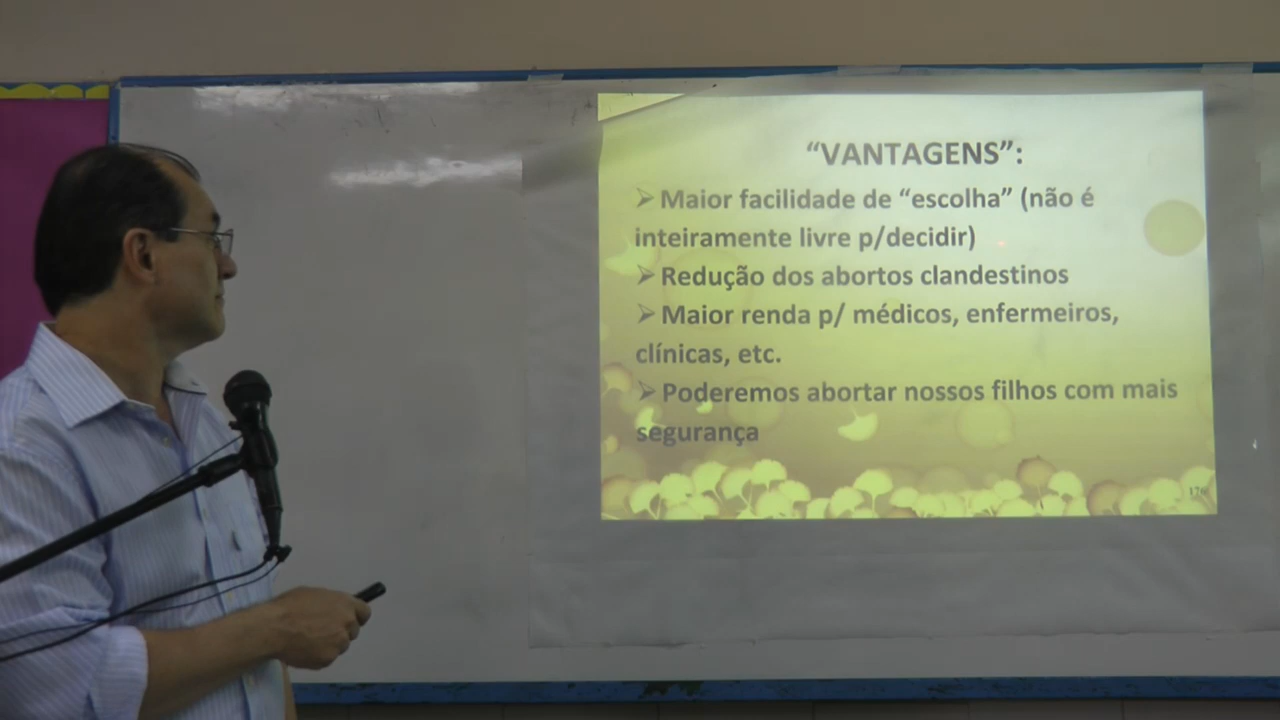 “VANTAGENS”:
➢ Maior facilidade de “escolha” (não é
inteiramente livre p/decidir)
➢ Redução dos abortos clandestinos
➢ Maior renda p/ médicos, enfermeiros,
clínicas, etc.
➢ Poderemos abortar nossos filhos com mais
segurança